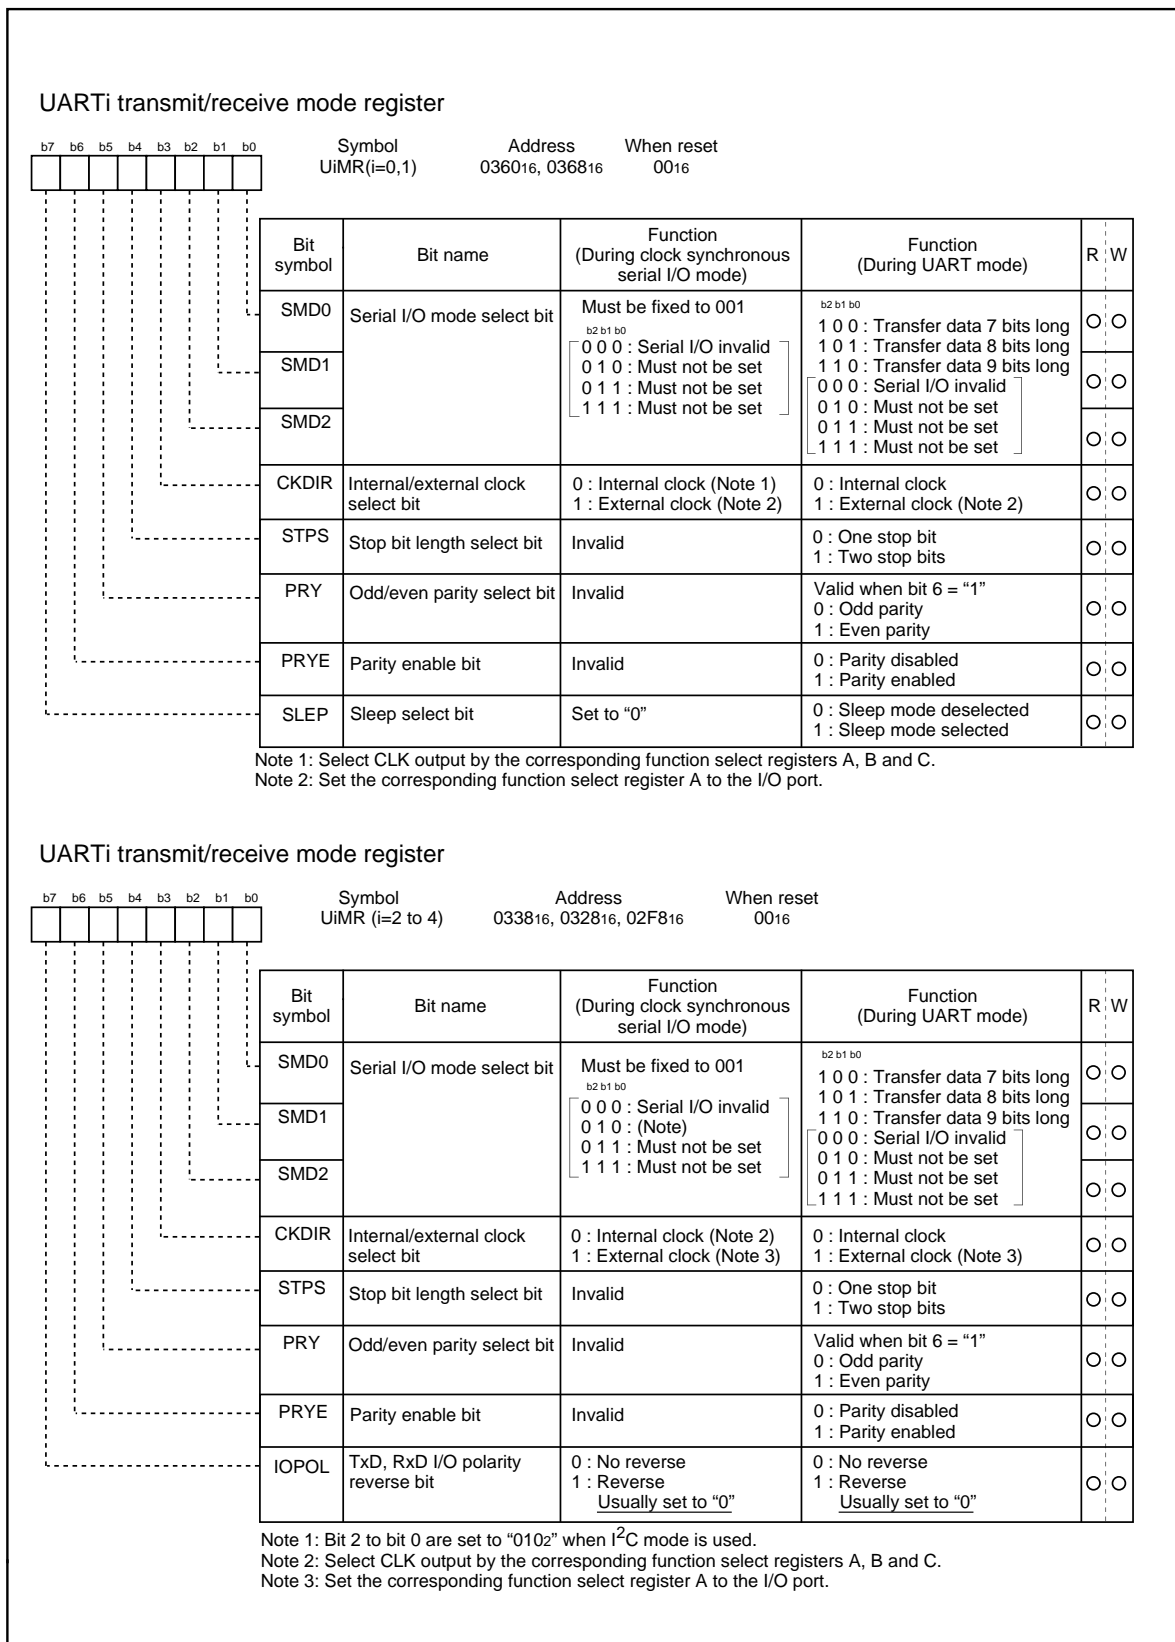 UARTi transmit/receive mode register
b7 b6 b5 b4 b3 b2 b1 b0
Symbol Address When reset
UiMR(i=0,1) 036016, 036816 0016
Bit symbol Bit name Function (During clock synchronous serial I/O mode) Function (During UART mode) R W
SMD0 Serial I/O mode select bit
SMD1
SMD2
Must be fixed to 001
b2 b1 b0
0 0 0 : Serial I/O invalid
0 1 0 : Must not be set
0 1 1 : Must not be set
1 1 1 : Must not be set
b2 b1 b0
1 0 0 : Transfer data 7 bits long
1 0 1 : Transfer data 8 bits long
1 1 0 : Transfer data 9 bits long
0 0 0 : Serial I/O invalid
0 1 0 : Must not be set
0 1 1 : Must not be set
1 1 1 : Must not be set
CKDIR Internal/external clock select bit
0 : Internal clock (Note 1)
1 : External clock (Note 2)
0 : Internal clock
1 : External clock (Note 2)
STPS Stop bit length select bit Invalid
0 : One stop bit
1 : Two stop bits
PRY Odd/even parity select bit Invalid
Valid when bit 6 = “1”
0 : Odd parity
1 : Even parity
PRYE Parity enable bit Invalid
0 : Parity disabled
1 : Parity enabled
SLEP Sleep select bit Set to “0”
0 : Sleep mode deselected
1 : Sleep mode selected
Note 1: Select CLK output by the corresponding function select registers A, B and C.
Note 2: Set the corresponding function select register A to the I/O port.
UARTi transmit/receive mode register
b7 b6 b5 b4 b3 b2 b1 b0
Symbol Address When reset
UiMR (i=2 to 4) 033816, 032816, 02F816 0016
Bit symbol Bit name Function (During clock synchronous serial I/O mode) Function (During UART mode) R W
SMD0 Serial I/O mode select bit
SMD1
SMD2
Must be fixed to 001
b2 b1 b0
0 0 0 : Serial I/O invalid
0 1 0 : (Note)
0 1 1 : Must not be set
1 1 1 : Must not be set
b2 b1 b0
1 0 0 : Transfer data 7 bits long
1 0 1 : Transfer data 8 bits long
1 1 0 : Transfer data 9 bits long
0 0 0 : Serial I/O invalid
0 1 0 : Must not be set
0 1 1 : Must not be set
1 1 1 : Must not be set
CKDIR Internal/external clock select bit
0 : Internal clock (Note 2)
1 : External clock (Note 3)
0 : Internal clock
1 : External clock (Note 3)
STPS Stop bit length select bit Invalid
0 : One stop bit
1 : Two stop bits
PRY Odd/even parity select bit Invalid
Valid when bit 6 = “1”
0 : Odd parity
1 : Even parity
PRYE Parity enable bit Invalid
0 : Parity disabled
1 : Parity enabled
IOPOL TxD, RxD I/O polarity reverse bit
0 : No reverse
1 : Reverse
Usually set to “0”
0 : No reverse
1 : Reverse
Usually set to “0”
Note 1: Bit 2 to bit 0 are set to “0102” when I2C mode is used.
Note 2: Select CLK output by the corresponding function select registers A, B and C.
Note 3: Set the corresponding function select register A to the I/O port.